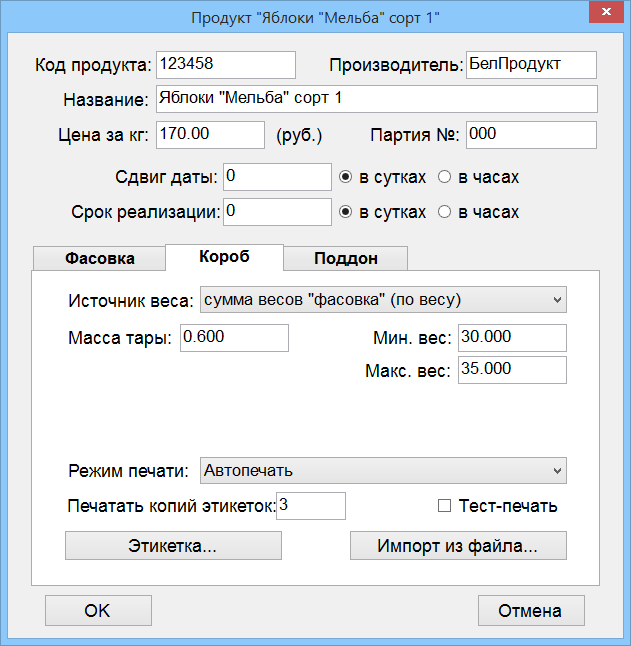 Продукт "Яблоки "Мельба" сорт 1"
Код продукта: 123458 Производитель: БелПродукт
Название: Яблоки "Мельба" сорт 1
Цена за кг: 170.00 (руб.) Партия №: 000
Сдвиг даты: 0 в сутках в часах
Срок реализации: 0 в сутках в часах
Фасовка Короб Поддон
Источник веса: сумма весов "фасовка" (по весу)
Масса тары: 0.600 Мин. вес: 30.000
Макс. вес: 35.000
Режим печати: Автопечать
Печатать копий этикеток: 3 Тест-печать
Этикетка... Импорт из файла...
OK Отмена